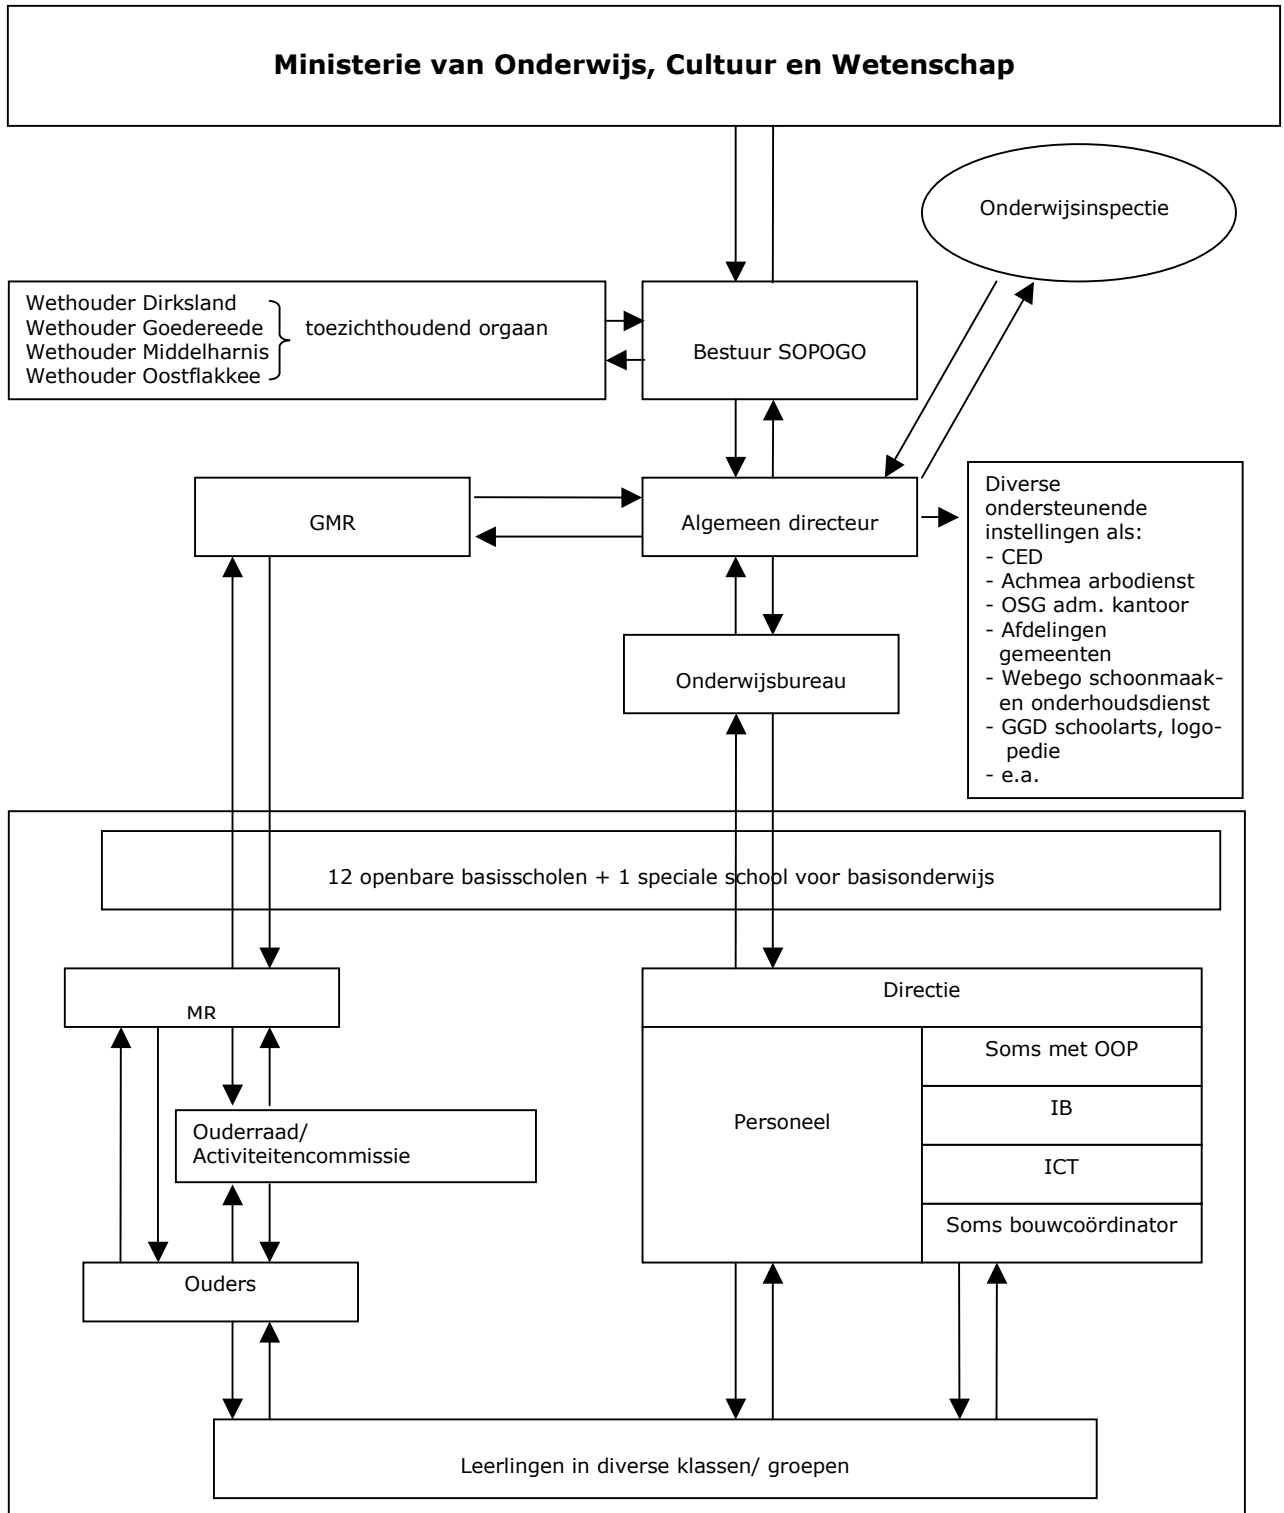 Ministerie van Onderwijs, Cultuur en Wetenschap
Onderwijsinspectie
Wethouder Dirksland
Wethouder Goedereede
Wethouder Middelharnis
Wethouder Oostflakkee
toezichthoudend orgaan
Bestuur SOPOGO
GMR
Algemeen directeur
Diverse
ondersteunende
instellingen als:
- CED
- Achmea arbodienst
- OSG adm. kantoor
- Afdelingen
gemeenten
- Webego schoonmaak-
en onderhoudsdienst
- GGD schoolarts, logo-
pedie
- e.a.
Onderwijsbureau
12 openbare basisscholen + 1 speciale school voor basisonderwijs
MR
Directie
Personeel
Soms met OOP
IB
ICT
Soms bouwcoördinator
Ouderraad/
Activiteitencommissie
Ouders
Leerlingen in diverse klassen/ groepen